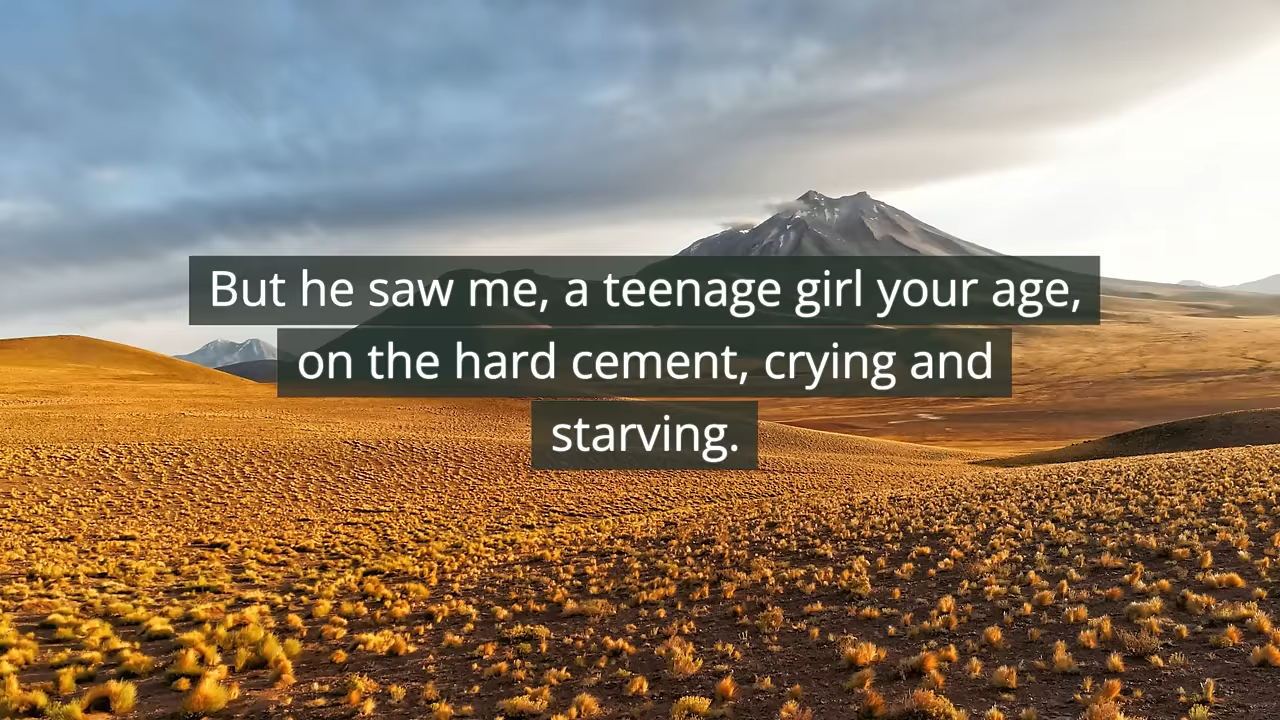 But he saw me, a teenage girl your age,
on the hard cement, crying and
starving.